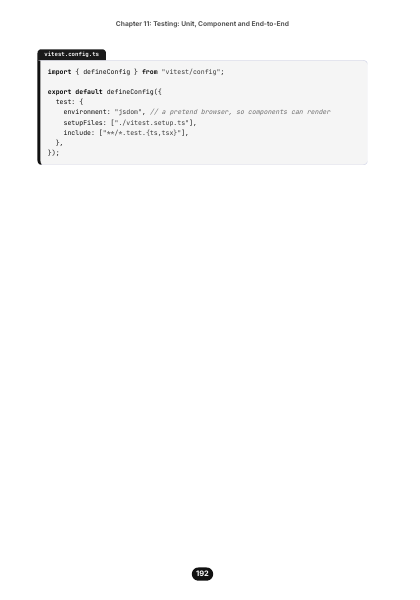 Chapter 11: Testing: Unit, Component and End-to-End
vitest.config.ts
import { defineConfig } from "vitest/config";
export default defineConfig({
  test: {
    environment: "jsdom", // a pretend browser, so components can render
    setupFiles: ["./vitest.setup.ts"],
    include: ["**/*.test.{ts,tsx}"],
  },
});
192